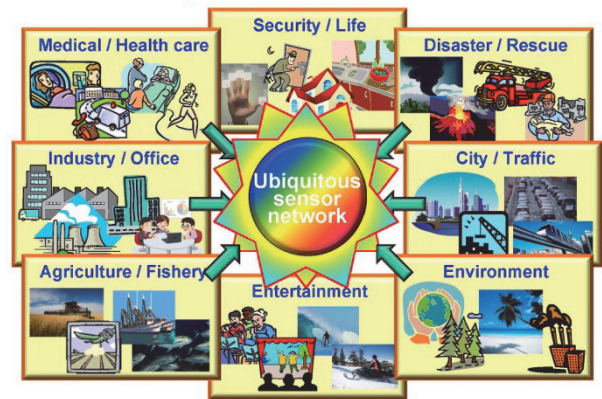 Security / Life
Medical / Health care
Disaster / Rescue
Industry / Office
Ubiquitous
sensor
network
City / Traffic
Agriculture / Fishery
Entertainment
Environment